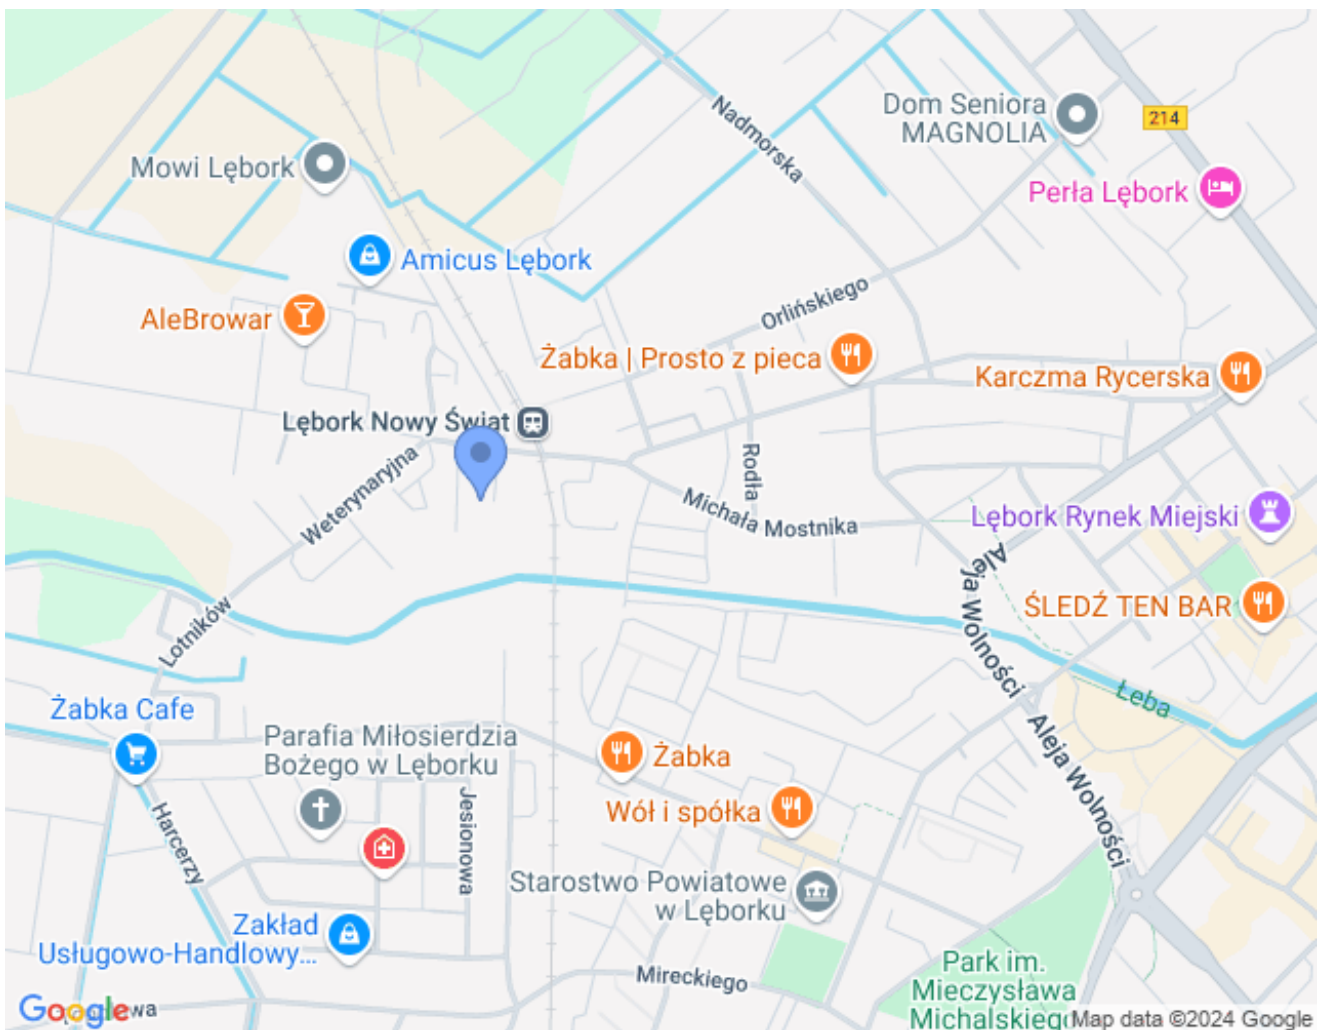 Nadmorska
Dom Seniora
MAGNOLIA
214
Mowi Lębork
Perła Lębork
Amicus Lębork
AleBrowar
Orlińskiego
Żabka | Prosto z pieca
Karczma Rycerska
Lębork Nowy Świat
Weterynaryjna
Rodła
Michała Mostnika
Lębork Rynek Miejski
Aleja Wolności
ŚLEDŹ TEN BAR
Lotników
Łeba
Żabka Cafe
Parafia Miłosierdzia
Bożego w Lęborku
Żabka
Aleja Wolności
Harcerzy
Jesionowa
Wół i spółka
Starostwo Powiatowe
w Lęborku
Zakład
Usługowo-Handlowy...
Mireckiego
Park im.
Mieczysława
Michalskieg
Google
wa
Map data ©2024 Google